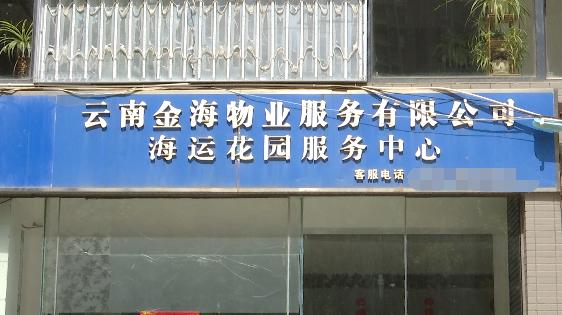 云南金海物业服务有限公司
海运花园服务中心
客服电话